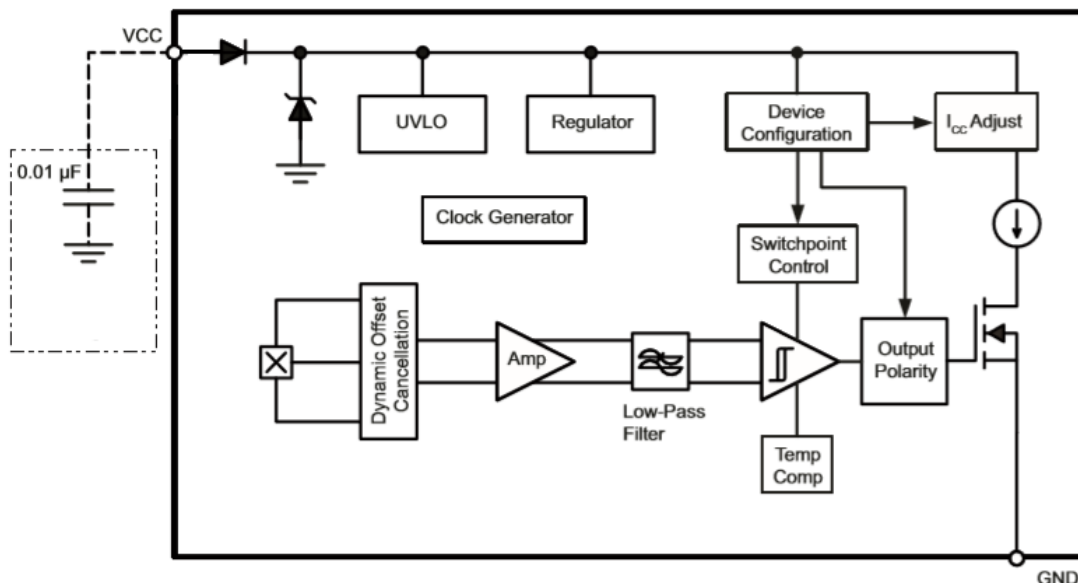 VCC
0.01 µF
UVLO
Regulator
Device
Configuration
ICC Adjust
Clock Generator
Switchpoint
Control
Dynamic Offset
Cancellation
Amp
Low-Pass
Filter
Output
Polarity
Temp
Comp
GND